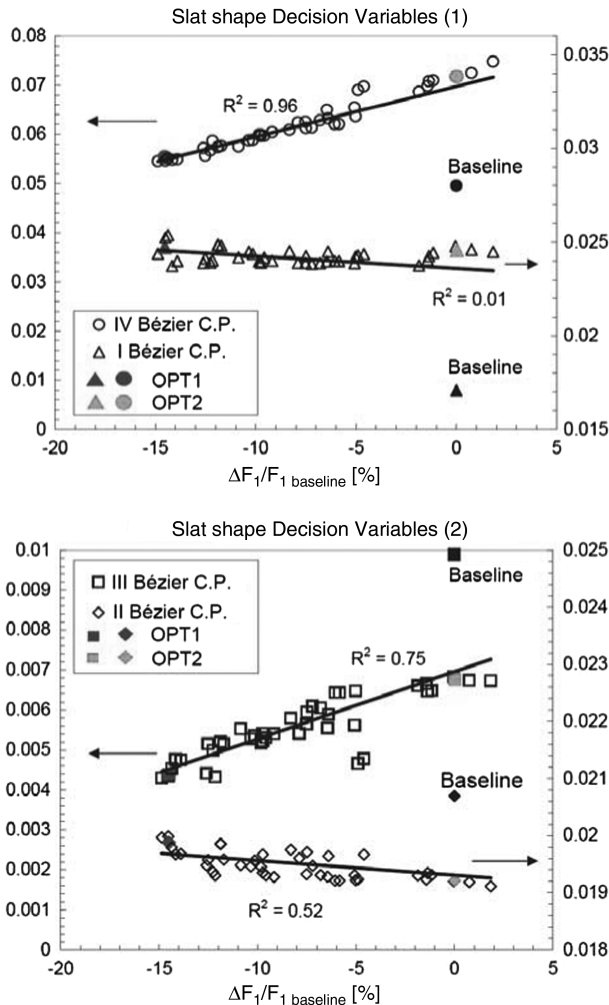 Slat shape Decision Variables (1)
0.08
0.07
0.06
0.05
0.04
0.03
0.02
0.01
0
0.035
0.03
0.025
0.02
0.015
R² = 0.96
Baseline
R² = 0.01
IV Bézier C.P.
I Bézier C.P.
OPT1
OPT2
Baseline
-20 -15 -10 -5 0 5
ΔF₁/F₁ baseline [%]
Slat shape Decision Variables (2)
0.01
0.009
0.008
0.007
0.006
0.005
0.004
0.003
0.002
0.001
0
0.025
0.024
0.023
0.022
0.021
0.02
0.019
0.018
III Bézier C.P.
II Bézier C.P.
OPT1
OPT2
Baseline
R² = 0.75
Baseline
R² = 0.52
-20 -15 -10 -5 0 5
ΔF₁/F₁ baseline [%]